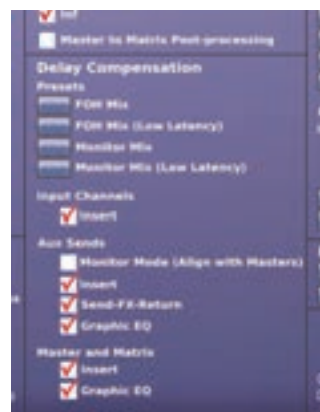 Master to Matrix Post-processing
Delay Compensation
Presets
FOH Mix
FOH Mix (Low Latency)
Monitor Mix
Monitor Mix (Low Latency)
Input Channels
Insert
Aux Sends
Monitor Mode (Align with Masters)
Insert
Send-FX-Return
Graphic EQ
Master and Matrix
Insert
Graphic EQ